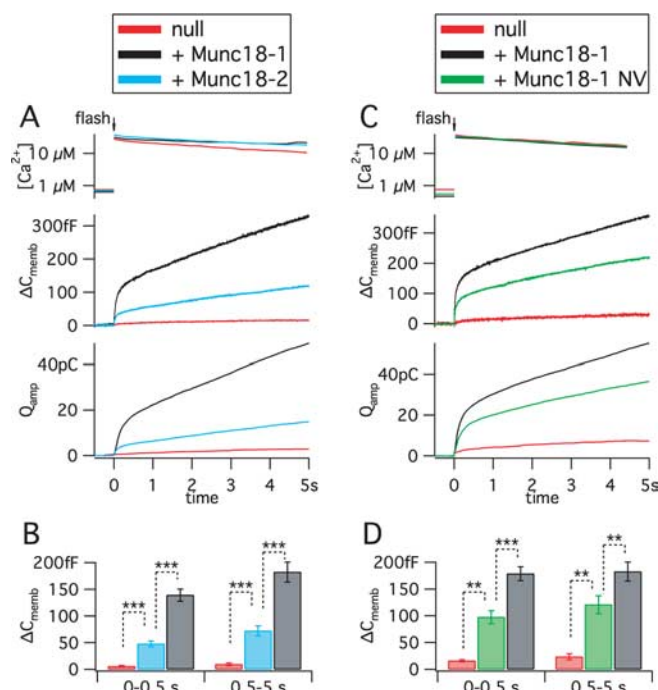 null
+ Munc18-1
+ Munc18-2
null
+ Munc18-1
+ Munc18-1 NV
A
flash
[Ca2+]
10 µM
1 µM
300fF
200
100
0
ΔCmemb
40pC
20
0
Qamp
0 1 2 3 4 5s
time
C
flash
[Ca2+]
10 µM
1 µM
300fF
200
100
0
ΔCmemb
40pC
20
0
Qamp
0 1 2 3 4 5s
time
B
200fF
150
100
50
0
ΔCmemb
*** *** *** ***
0-0.5 s 0.5-5 s
D
200fF
150
100
50
0
ΔCmemb
** *** ** **
0-0.5 s 0.5-5s